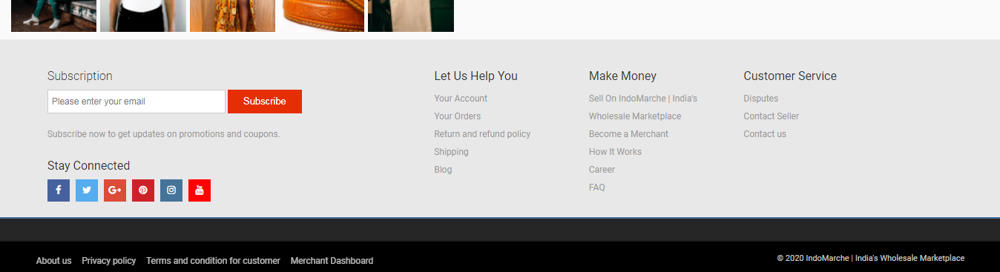 Subscription
Please enter your email
Subscribe
Subscribe now to get updates on promotions and coupons.
Stay Connected
Let Us Help You
Your Account
Your Orders
Return and refund policy
Shipping
Blog
Make Money
Sell On IndoMarche | India's
Wholesale Marketplace
Become a Merchant
How It Works
Career
FAQ
Customer Service
Disputes
Contact Seller
Contact us
About us Privacy policy Terms and condition for customer Merchant Dashboard
© 2020 IndoMarche | India's Wholesale Marketplace